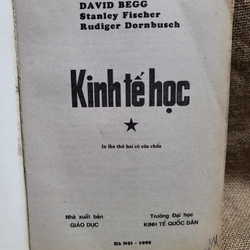 DAVID BEGG
Stanley Fischer
Rudiger Dornbusch
Kinh tế học
In lần thứ hai có sửa chữa
Nhà xuất bản
GIÁO DỤC
Trường Đại học
KINH TẾ QUỐC DÂN
Hà Nội - 1995